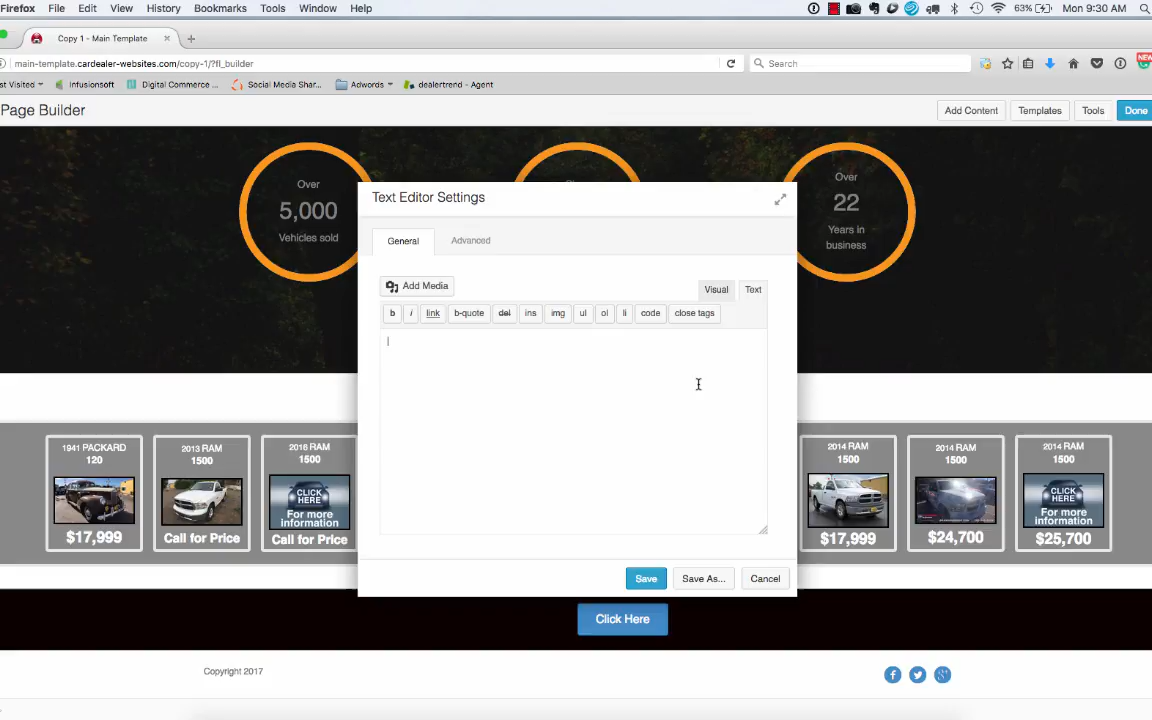 Firefox File Edit View History Bookmarks Tools Window Help 63% Mon 9:30 AM
Copy 1 - Main Template
main-template.cardealer-websites.com/copy-1/?fl_builder Search NEW
st Visited Infusionsoft Digital Commerce ... Social Media Shar... Adwords dealertrend - Agent
Page Builder Add Content Templates Tools Done
Over
5,000
Vehicles sold
Over
22
Years in
business
Text Editor Settings
General Advanced
Add Media Visual Text
b i link b-quote del ins img ul ol li code close tags
Save Save As... Cancel
1941 PACKARD
120
$17,999
2013 RAM
1500
Call for Price
2016 RAM
1500
CLICK
HERE
For more
information
Call for Price
2014 RAM
1500
$17,999
2014 RAM
1500
$24,700
2014 RAM
1500
CLICK
HERE
For more
information
$25,700
Click Here
Copyright 2017